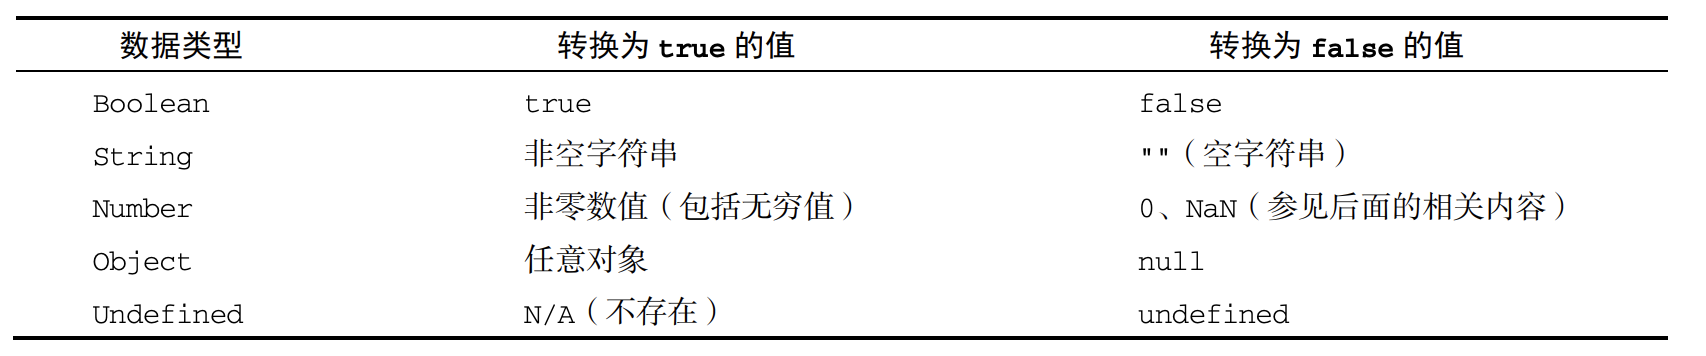 数据类型 转换为 true 的值 转换为 false 的值
Boolean true false
String 非空字符串 ""（空字符串）
Number 非零数值（包括无穷值） 0、NaN（参见后面的相关内容）
Object 任意对象 null
Undefined N/A（不存在） undefined